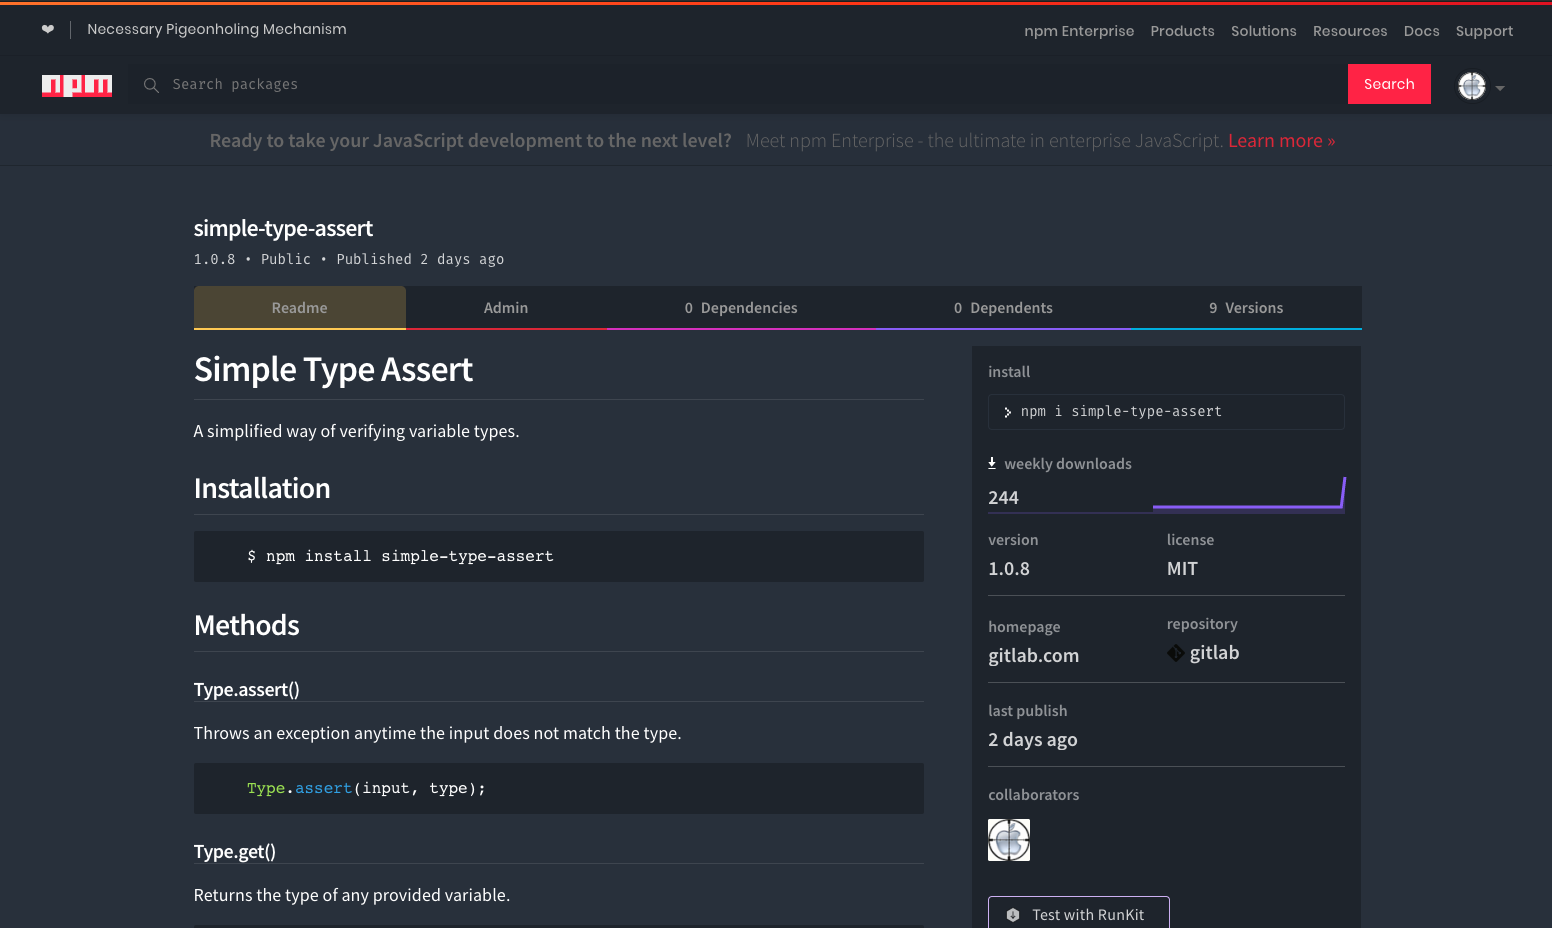 ❤
Necessary Pigeonholing Mechanism
npm Enterprise
Products
Solutions
Resources
Docs
Support
npm
Search packages
Search
Ready to take your JavaScript development to the next level? Meet npm Enterprise - the ultimate in enterprise JavaScript. Learn more »
simple-type-assert
1.0.8 • Public • Published 2 days ago
Readme
Admin
0 Dependencies
0 Dependents
9 Versions
Simple Type Assert
A simplified way of verifying variable types.
Installation
$ npm install simple-type-assert
Methods
Type.assert()
Throws an exception anytime the input does not match the type.
Type.assert(input, type);
Type.get()
Returns the type of any provided variable.
install
npm i simple-type-assert
weekly downloads
244
version
1.0.8
license
MIT
homepage
gitlab.com
repository
gitlab
last publish
2 days ago
collaborators
Test with RunKit